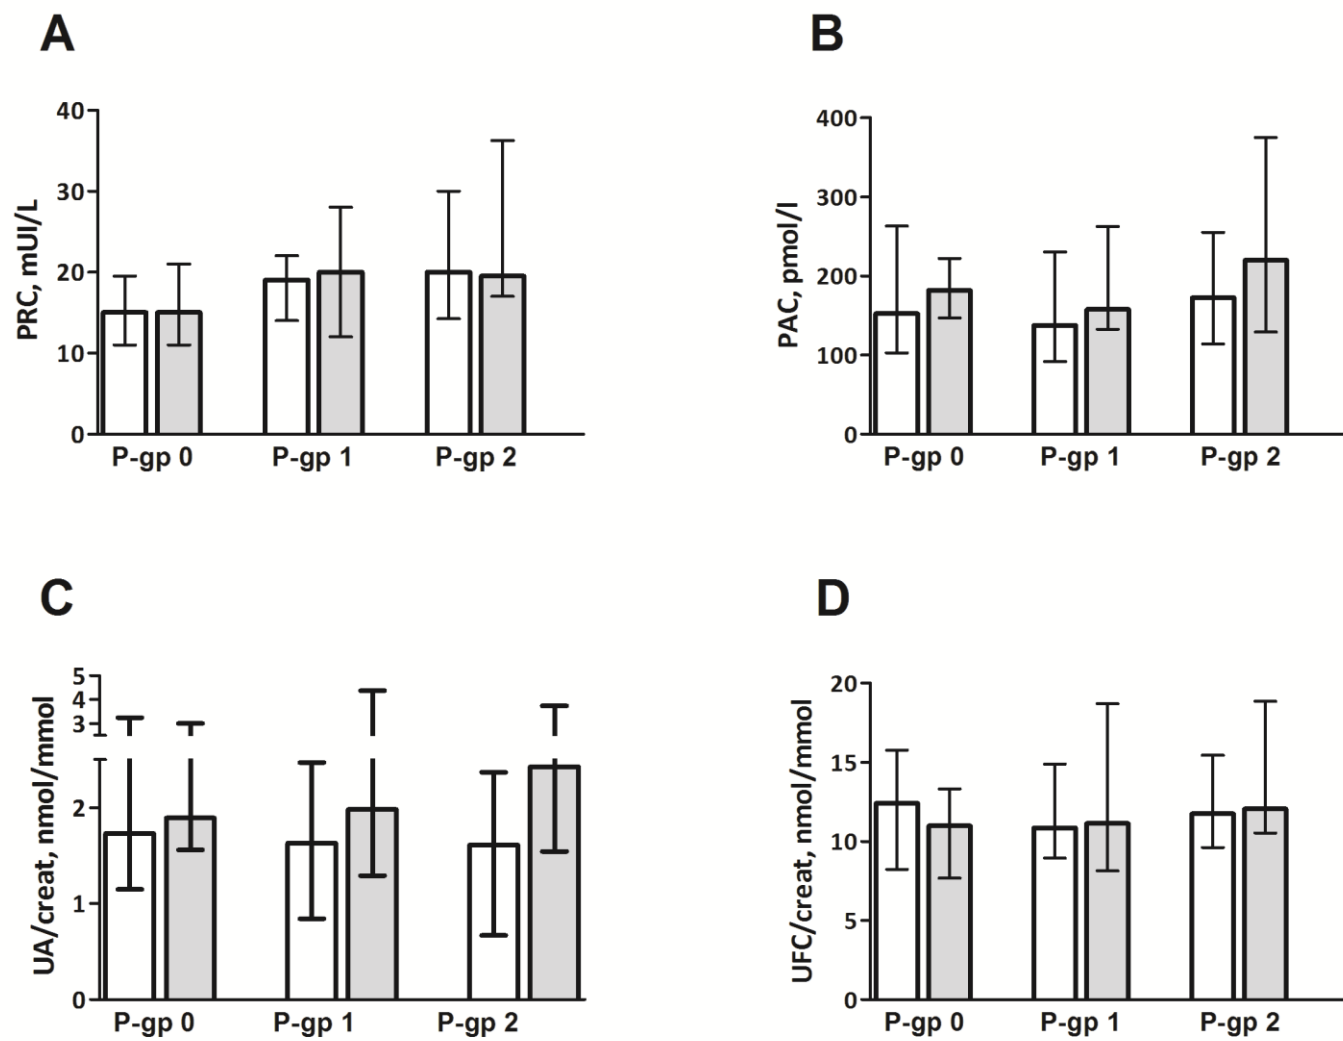 A
PRC, mUI/L
40
30
20
10
0
P-gp 0 P-gp 1 P-gp 2
B
PAC, pmol/l
400
300
200
100
0
P-gp 0 P-gp 1 P-gp 2
C
UA/creat, nmol/mmol
5
4
3
2
1
0
P-gp 0 P-gp 1 P-gp 2
D
UFC/creat, nmol/mmol
20
15
10
5
0
P-gp 0 P-gp 1 P-gp 2